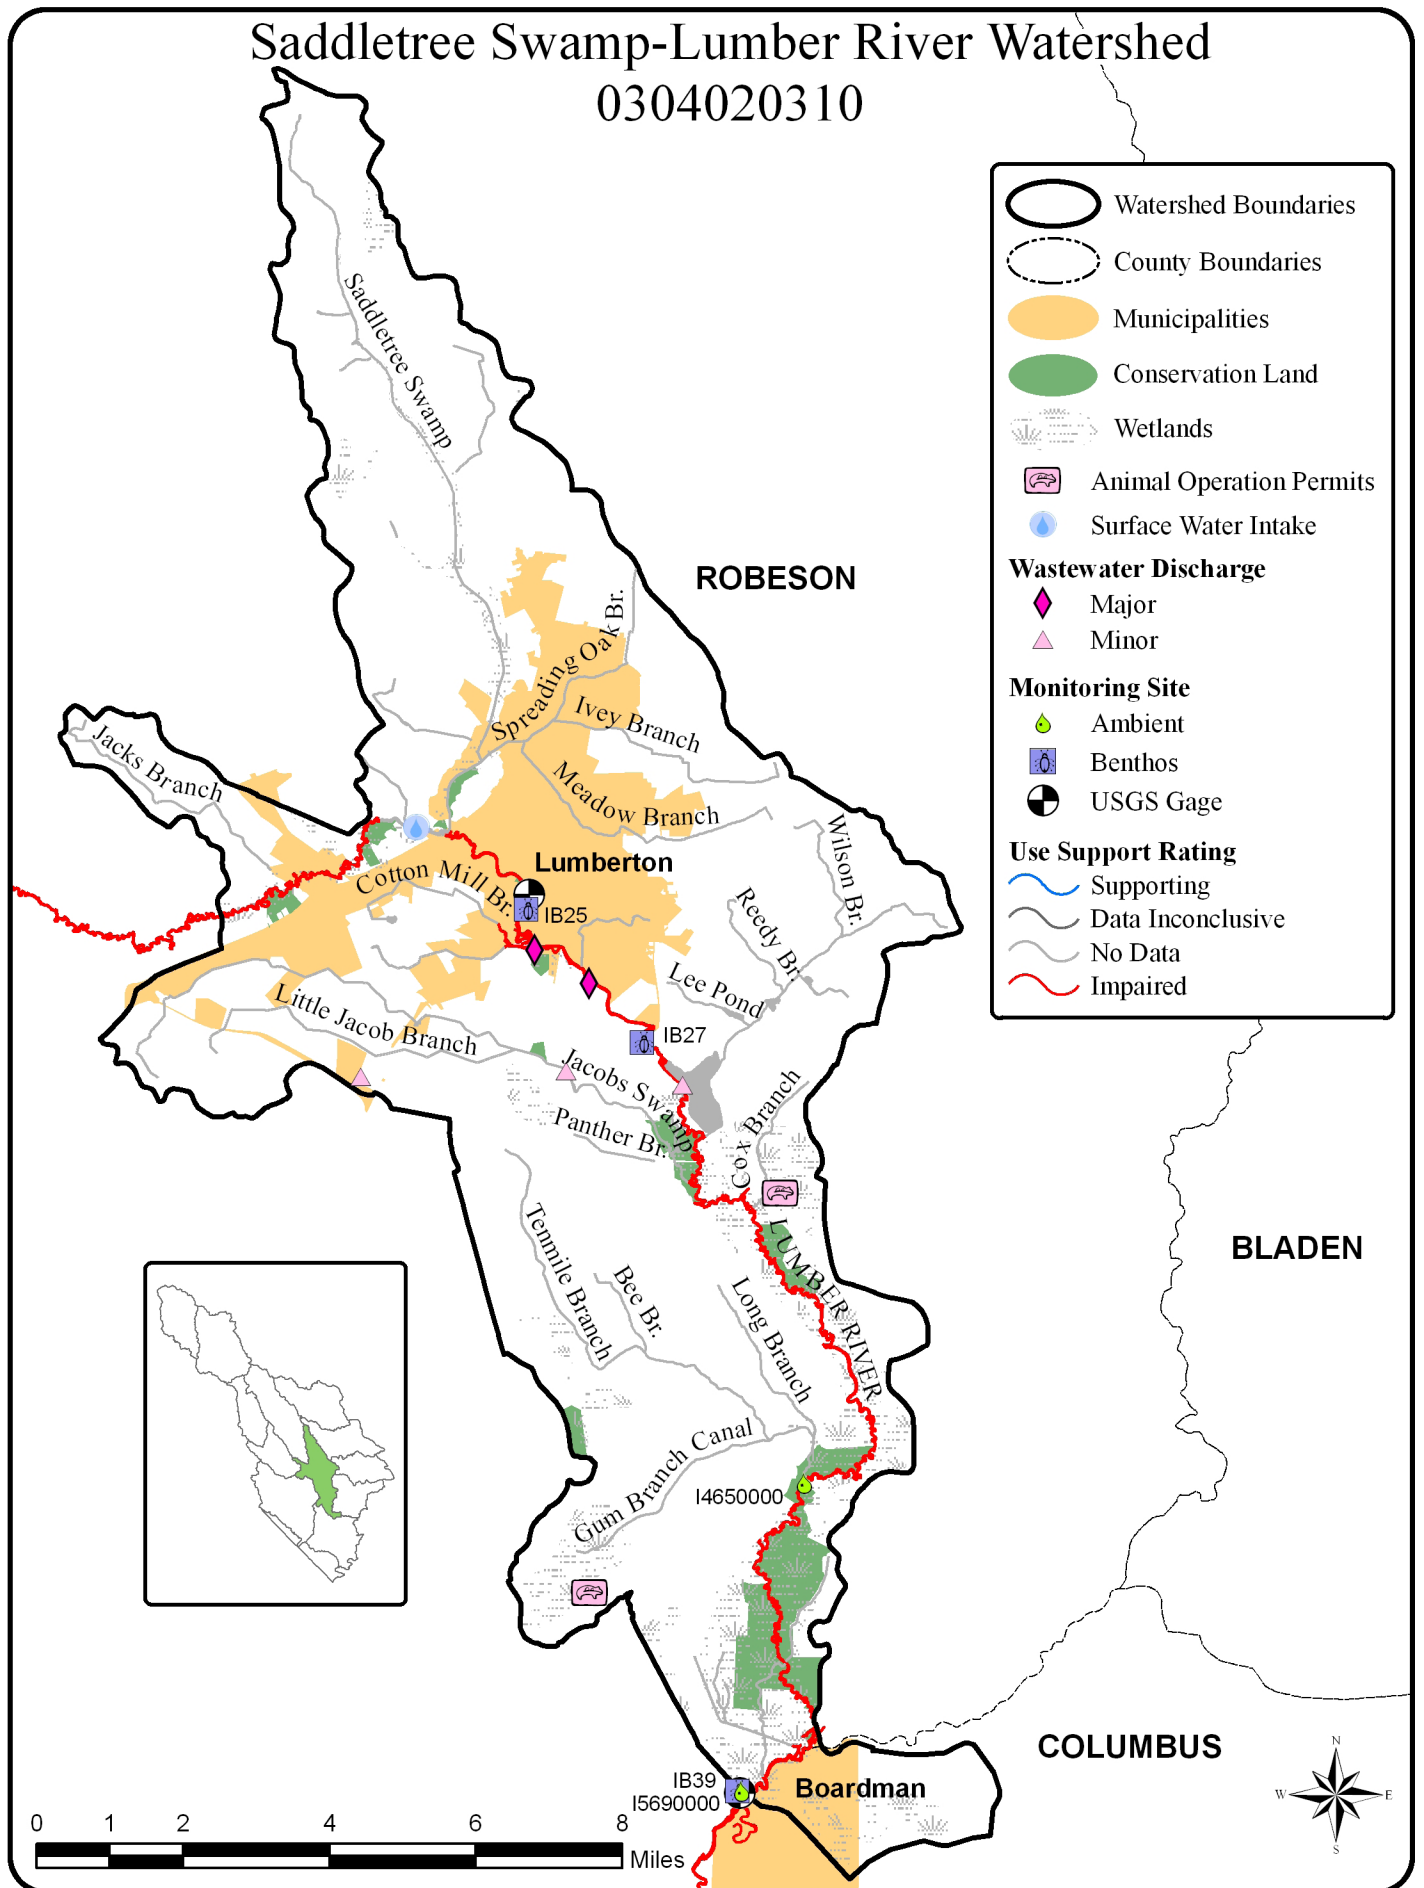 Saddletree Swamp-Lumber River Watershed
0304020310
Watershed Boundaries
County Boundaries
Municipalities
Conservation Land
Wetlands
Animal Operation Permits
Surface Water Intake
Wastewater Discharge
Major
Minor
Monitoring Site
Ambient
Benthos
USGS Gage
Use Support Rating
Supporting
Data Inconclusive
No Data
Impaired
Saddletree Swamp
ROBESON
Spreading Oak Br.
Ivey Branch
Jacks Branch
Meadow Branch
Wilson Br.
Lumberton
Cotton Mill Br.
IB25
Reedy Br.
Lee Pond
Little Jacob Branch
IB27
Jacobs Swamp
Panther Br.
Cox Branch
LUMBER RIVER
Tenmile Branch
Bee Br.
Long Branch
BLADEN
Gum Branch Canal
I4650000
COLUMBUS
IB39
I5690000
Boardman
N
W
E
S
0 1 2 4 6 8
Miles